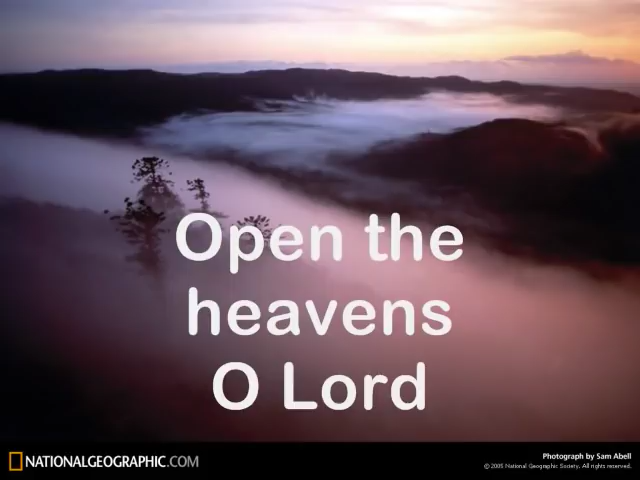 Open the
heavens
O Lord
NATIONALGEOGRAPHIC.COM
Photograph by Sam Abell
© 2005 National Geographic Society. All rights reserved.